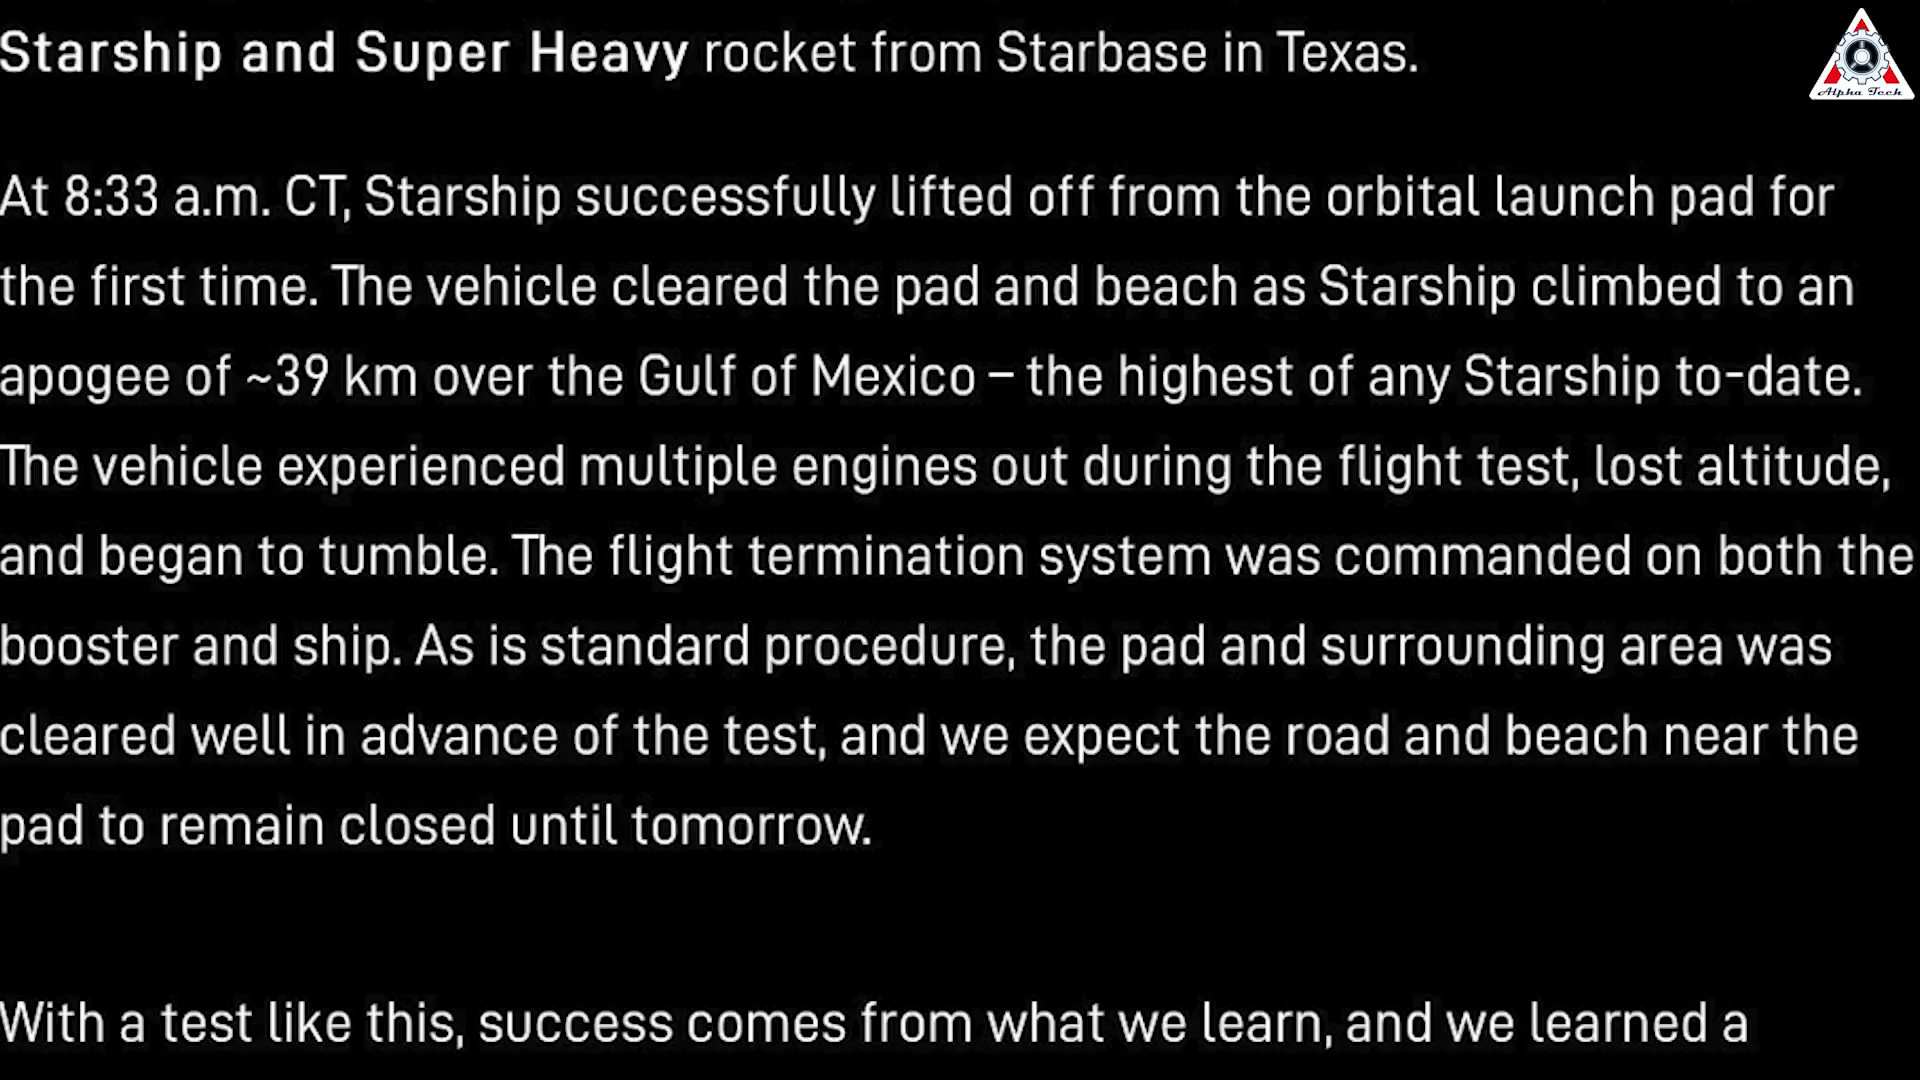 Starship and Super Heavy rocket from Starbase in Texas.
Alpha Tech
At 8:33 a.m. CT, Starship successfully lifted off from the orbital launch pad for
the first time. The vehicle cleared the pad and beach as Starship climbed to an
apogee of ~39 km over the Gulf of Mexico – the highest of any Starship to-date.
The vehicle experienced multiple engines out during the flight test, lost altitude,
and began to tumble. The flight termination system was commanded on both the
booster and ship. As is standard procedure, the pad and surrounding area was
cleared well in advance of the test, and we expect the road and beach near the
pad to remain closed until tomorrow.
With a test like this, success comes from what we learn, and we learned a